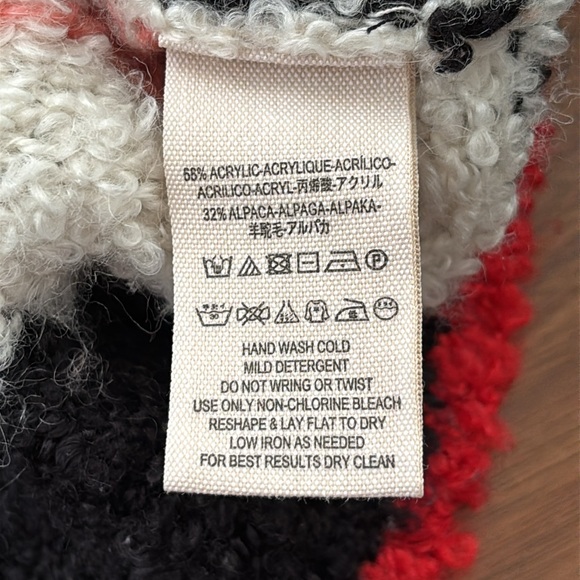 68% ACRYLIC-ACRYLIQUE-ACRÍLICO-
ACRILICO-ACRYL-丙烯酸-アクリル
32% ALPACA-ALPAGA-ALPAKA-
羊駝毛-アルパカ
HAND WASH COLD
MILD DETERGENT
DO NOT WRING OR TWIST
USE ONLY NON-CHLORINE BLEACH
RESHAPE & LAY FLAT TO DRY
LOW IRON AS NEEDED
FOR BEST RESULTS DRY CLEAN